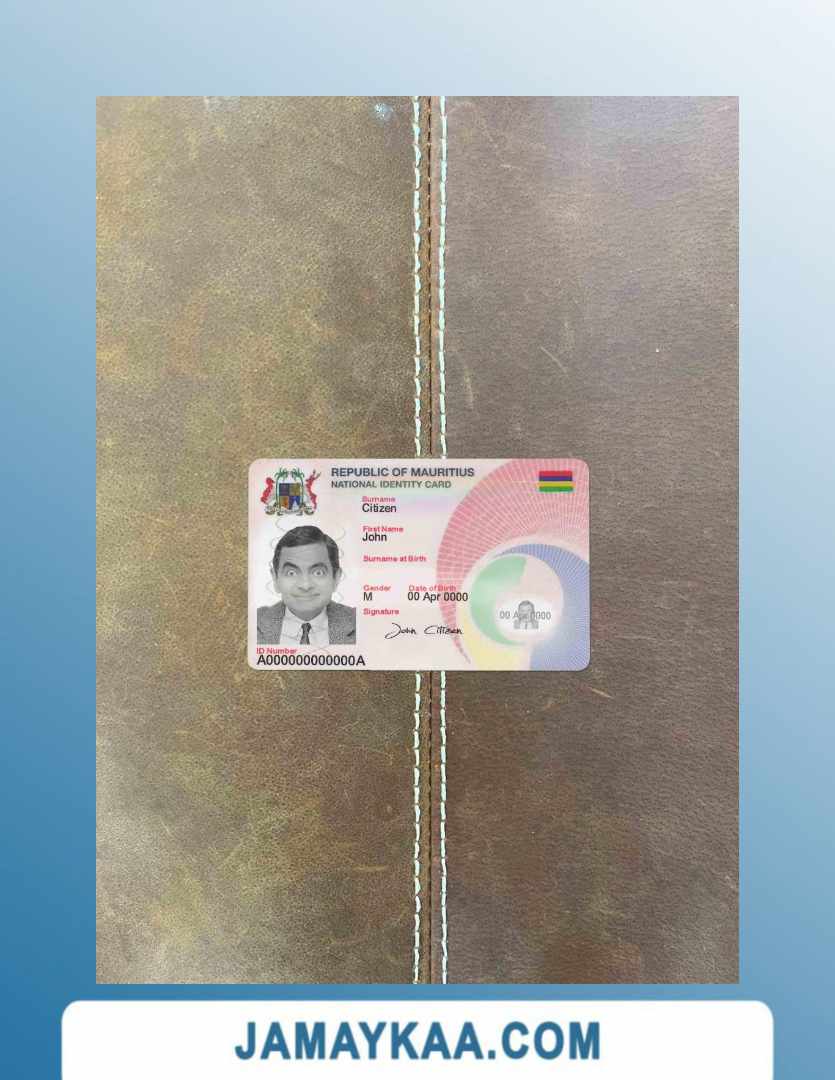 REPUBLIC OF MAURITIUS
NATIONAL IDENTITY CARD
Surname
Citizen
First Name
John
Surname at Birth
Gender Date of Birth
M 00 Apr 0000
Signature
John Citizen
00 Apr 0000
ID Number
A000000000000A
JAMAYKAA.COM